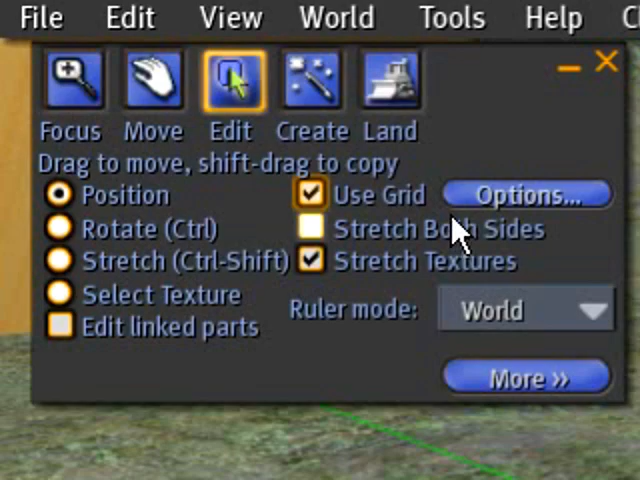 File Edit View World Tools Help C
Focus Move Edit Create Land
Drag to move, shift-drag to copy
Position Use Grid Options...
Rotate (Ctrl) Stretch Both Sides
Stretch (Ctrl-Shift) Stretch Textures
Select Texture Ruler mode: World
Edit linked parts
More >>